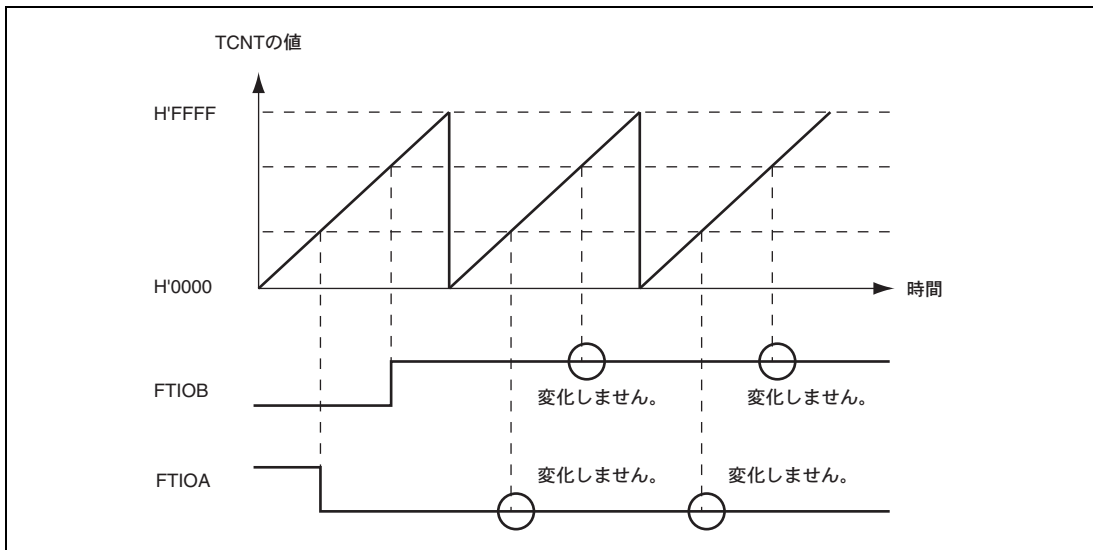 TCNTの値
H'FFFF
H'0000
時間
FTIOB
変化しません。 変化しません。
変化しません。 変化しません。
FTIOA